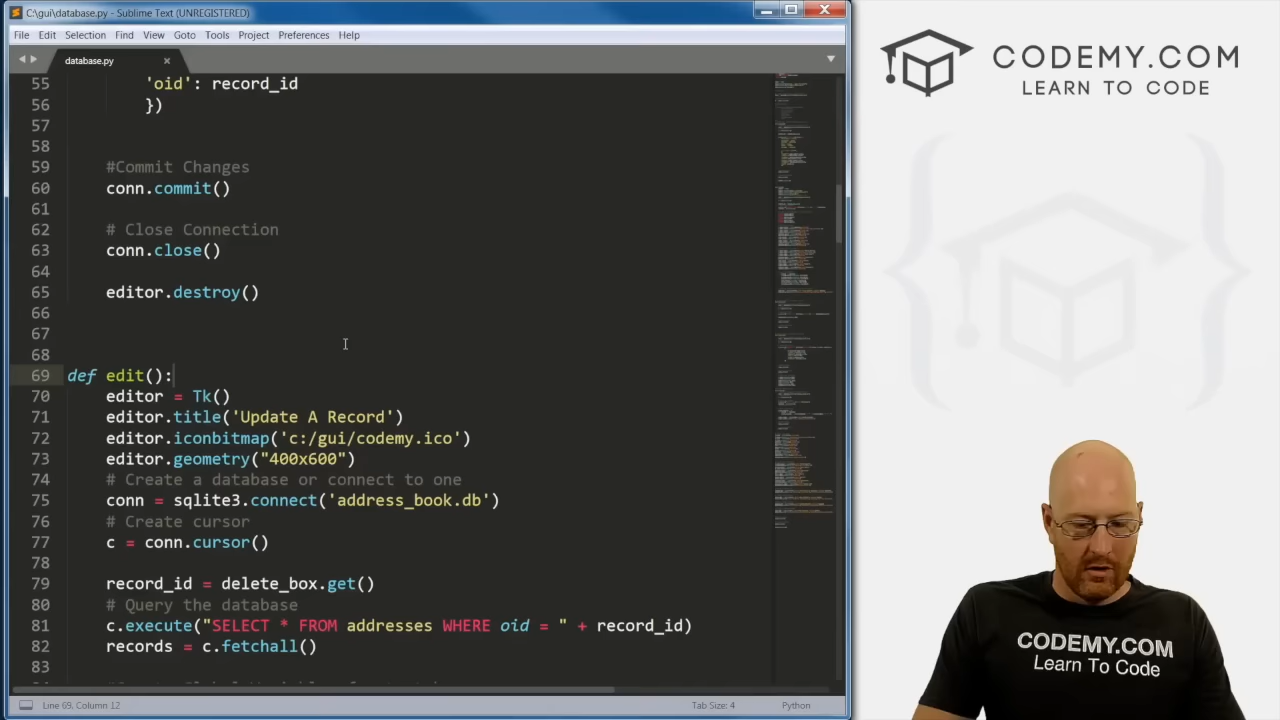 C:\gui\database.py - Sublime Text (UNREGISTERED)
File Edit Selection Find View Goto Tools Project Preferences Help
database.py
55 'oid': record_id
56 })
57
58
59 #Commit Changes
60 conn.commit()
61
62 # Close Connection
63 conn.close()
64
65 editor.destroy()
66
67
68
69 def edit():
70 editor = Tk()
71 editor.title('Update A Record')
72 editor.iconbitmap('c:/gui/codemy.ico')
73 editor.geometry("400x600")
74 # Create a database or connect to one
75 conn = sqlite3.connect('address_book.db')
76 # Create cursor
77 c = conn.cursor()
78
79 record_id = delete_box.get()
80 # Query the database
81 c.execute("SELECT * FROM addresses WHERE oid = " + record_id)
82 records = c.fetchall()
83
Line 69, Column 12
Tab Size: 4
Python
CODEMY.COM
LEARN TO CODE
CODEMY.COM
Learn To Code